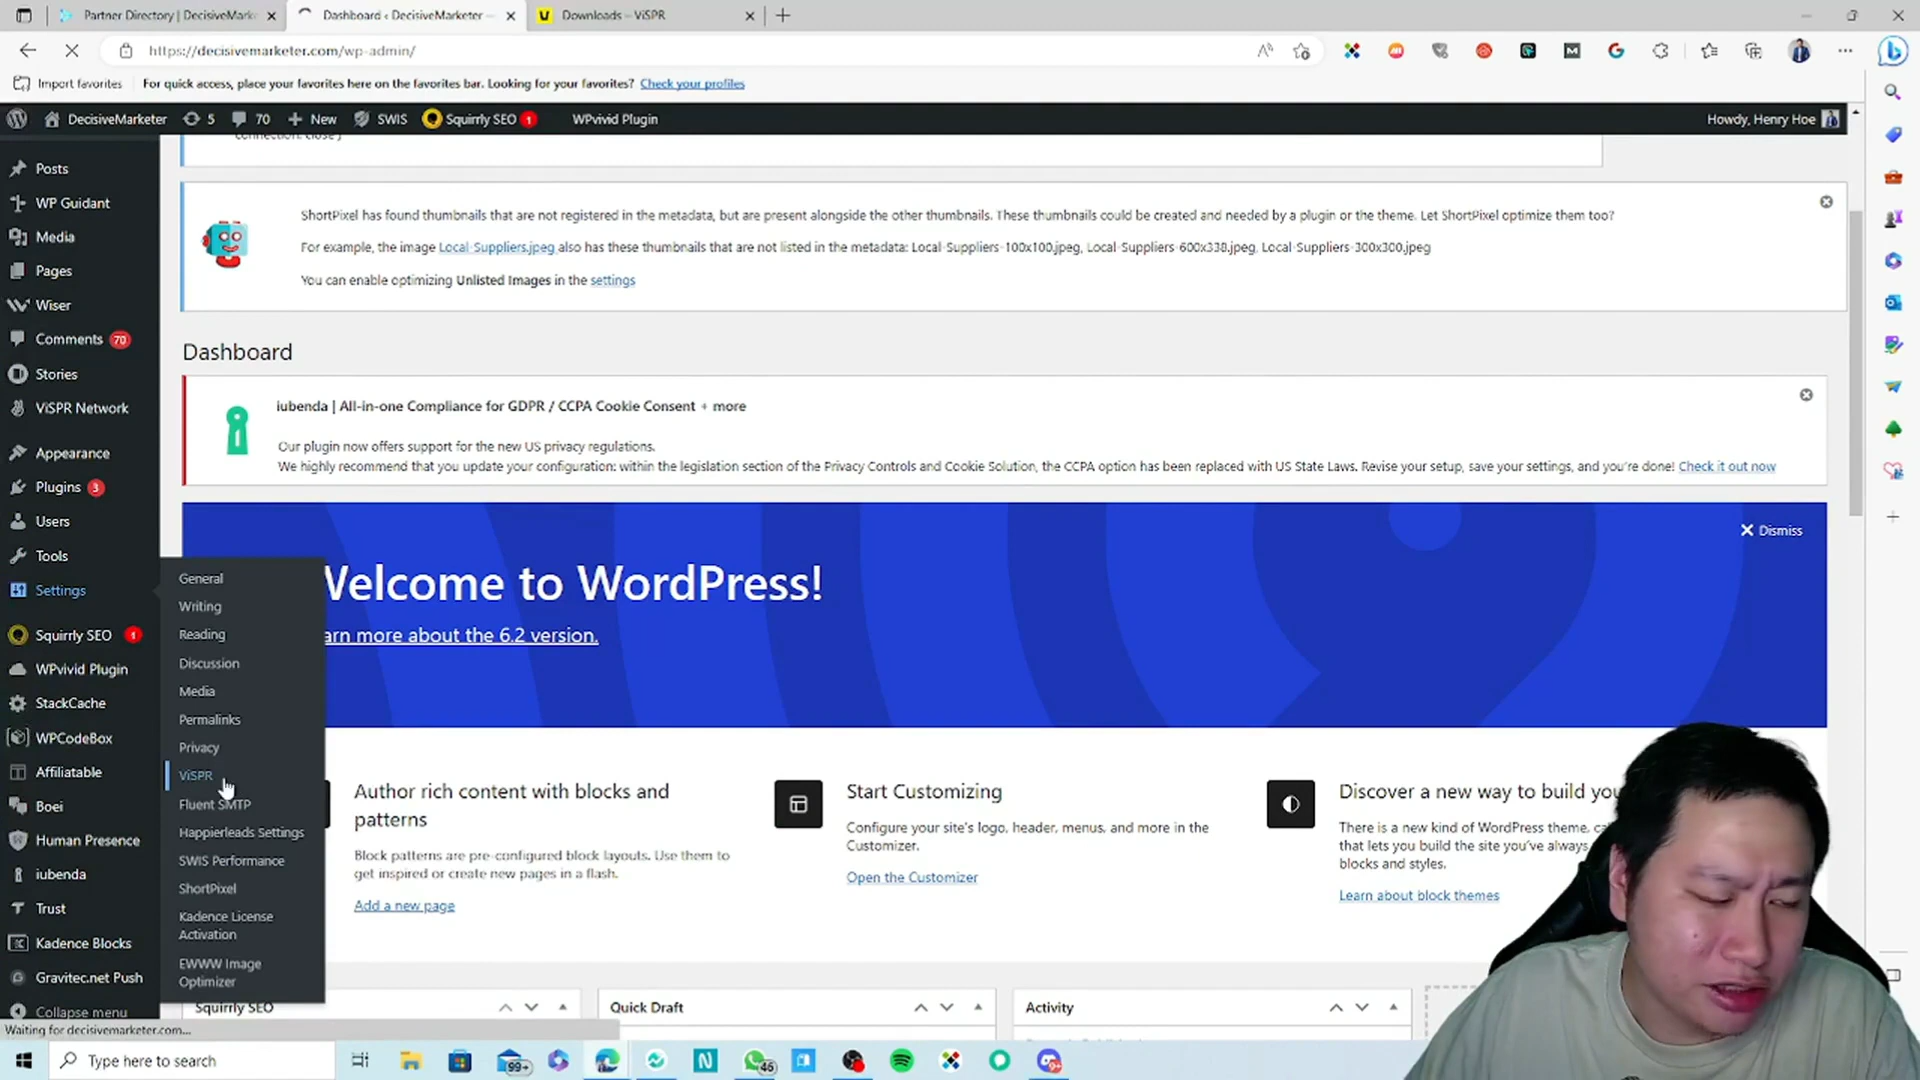 Partner Directory | DecisiveMarke
Dashboard ‹ DecisiveMarketer —
Downloads – ViSPR
https://decisivemarketer.com/wp-admin/
Import favorites
For quick access, place your favorites here on the favorites bar. Looking for your favorites? Check your profiles
DecisiveMarketer 5 70 New SWIS Squirrly SEO 1 WPvivid Plugin
Howdy, Henry Hoe
connection: close )
Posts
WP Guidant
Media
Pages
Wiser
Comments 70
Stories
ViSPR Network
Appearance
Plugins 3
Users
Tools
Settings
Squirrly SEO 1
WPvivid Plugin
StackCache
WPCodeBox
Affiliatable
Boei
Human Presence
iubenda
Trust
Kadence Blocks
Gravitec.net Push
Collapse menu
General
Writing
Reading
Discussion
Media
Permalinks
Privacy
ViSPR
Fluent SMTP
Happierleads Settings
SWIS Performance
ShortPixel
Kadence License
Activation
EWWW Image
Optimizer
ShortPixel has found thumbnails that are not registered in the metadata, but are present alongside the other thumbnails. These thumbnails could be created and needed by a plugin or the theme. Let ShortPixel optimize them too?
For example, the image Local-Suppliers.jpeg also has these thumbnails that are not listed in the metadata: Local-Suppliers-100x100.jpeg, Local-Suppliers-600x338.jpeg, Local-Suppliers-300x300.jpeg
You can enable optimizing Unlisted Images in the settings
Dashboard
iubenda | All-in-one Compliance for GDPR / CCPA Cookie Consent + more
Our plugin now offers support for the new US privacy regulations.
We highly recommend that you update your configuration: within the legislation section of the Privacy Controls and Cookie Solution, the CCPA option has been replaced with US State Laws. Revise your setup, save your settings, and you're done! Check it out now
Dismiss
Welcome to WordPress!
arn more about the 6.2 version.
Author rich content with blocks and
patterns
Block patterns are pre-configured block layouts. Use them to
get inspired or create new pages in a flash.
Add a new page
Start Customizing
Configure your site's logo, header, menus, and more in the
Customizer.
Open the Customizer
Discover a new way to build you
There is a new kind of WordPress theme, ca
that lets you build the site you've always
blocks and styles.
Learn about block themes
Squirrly SEO
Quick Draft
Activity
Waiting for decisivemarketer.com...
Type here to search
99+
46